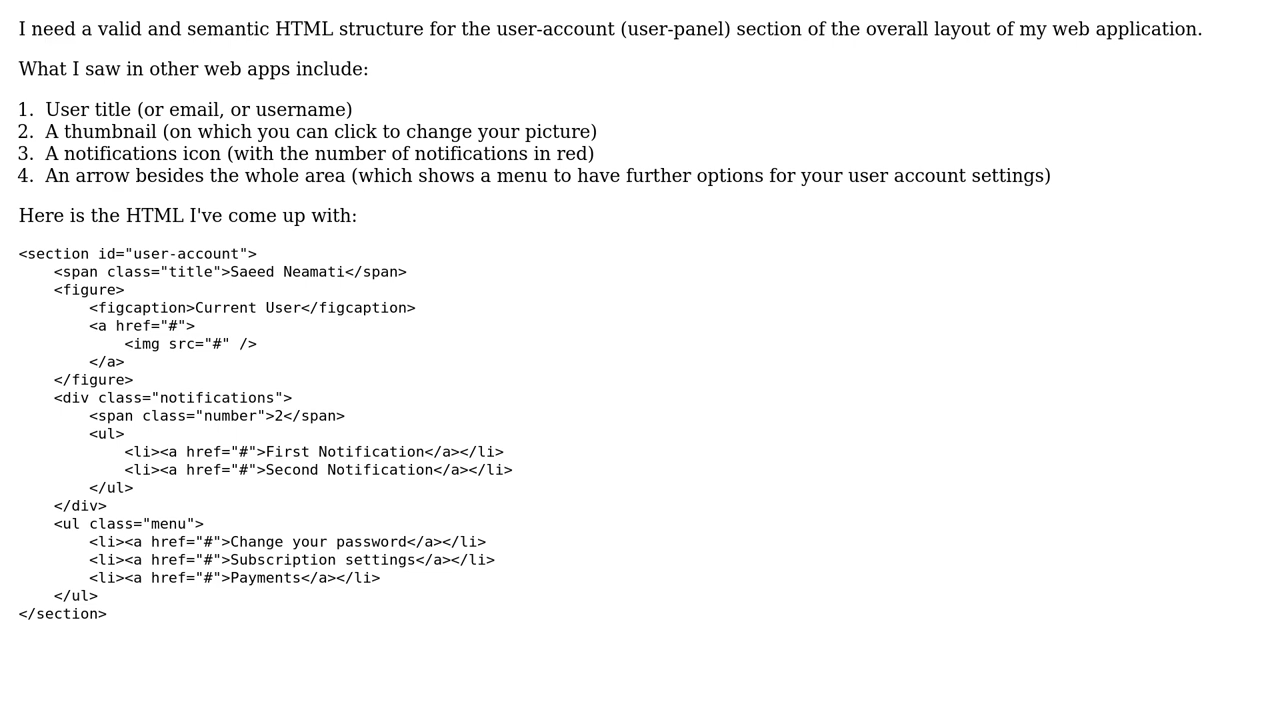 I need a valid and semantic HTML structure for the user-account (user-panel) section of the overall layout of my web application.
What I saw in other web apps include:
1. User title (or email, or username)
2. A thumbnail (on which you can click to change your picture)
3. A notifications icon (with the number of notifications in red)
4. An arrow besides the whole area (which shows a menu to have further options for your user account settings)
Here is the HTML I've come up with:
<section id="user-account">
    <span class="title">Saeed Neamati</span>
    <figure>
        <figcaption>Current User</figcaption>
        <a href="#">
            <img src="#" />
        </a>
    </figure>
    <div class="notifications">
        <span class="number">2</span>
        <ul>
            <li><a href="#">First Notification</a></li>
            <li><a href="#">Second Notification</a></li>
        </ul>
    </div>
    <ul class="menu">
        <li><a href="#">Change your password</a></li>
        <li><a href="#">Subscription settings</a></li>
        <li><a href="#">Payments</a></li>
    </ul>
</section>